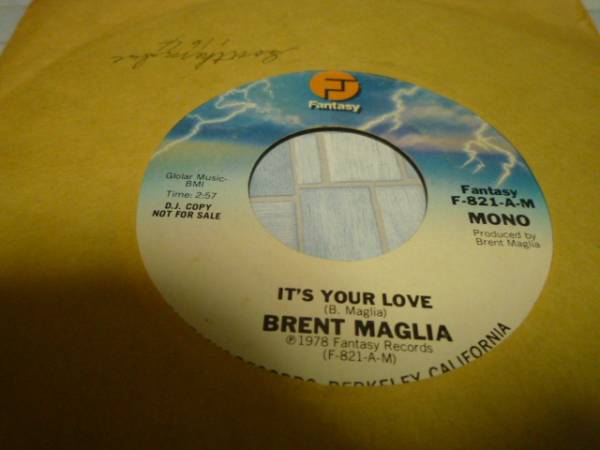 Fantasy
Glolar Music-
BMI
Time: 2:57
D.J. COPY
NOT FOR SALE
Fantasy
F-821-A-M
MONO
Produced by
Brent Maglia
IT'S YOUR LOVE
(B. Maglia)
BRENT MAGLIA
℗1978 Fantasy Records
(F-821-A-M)
BERKELEY, CALIFORNIA